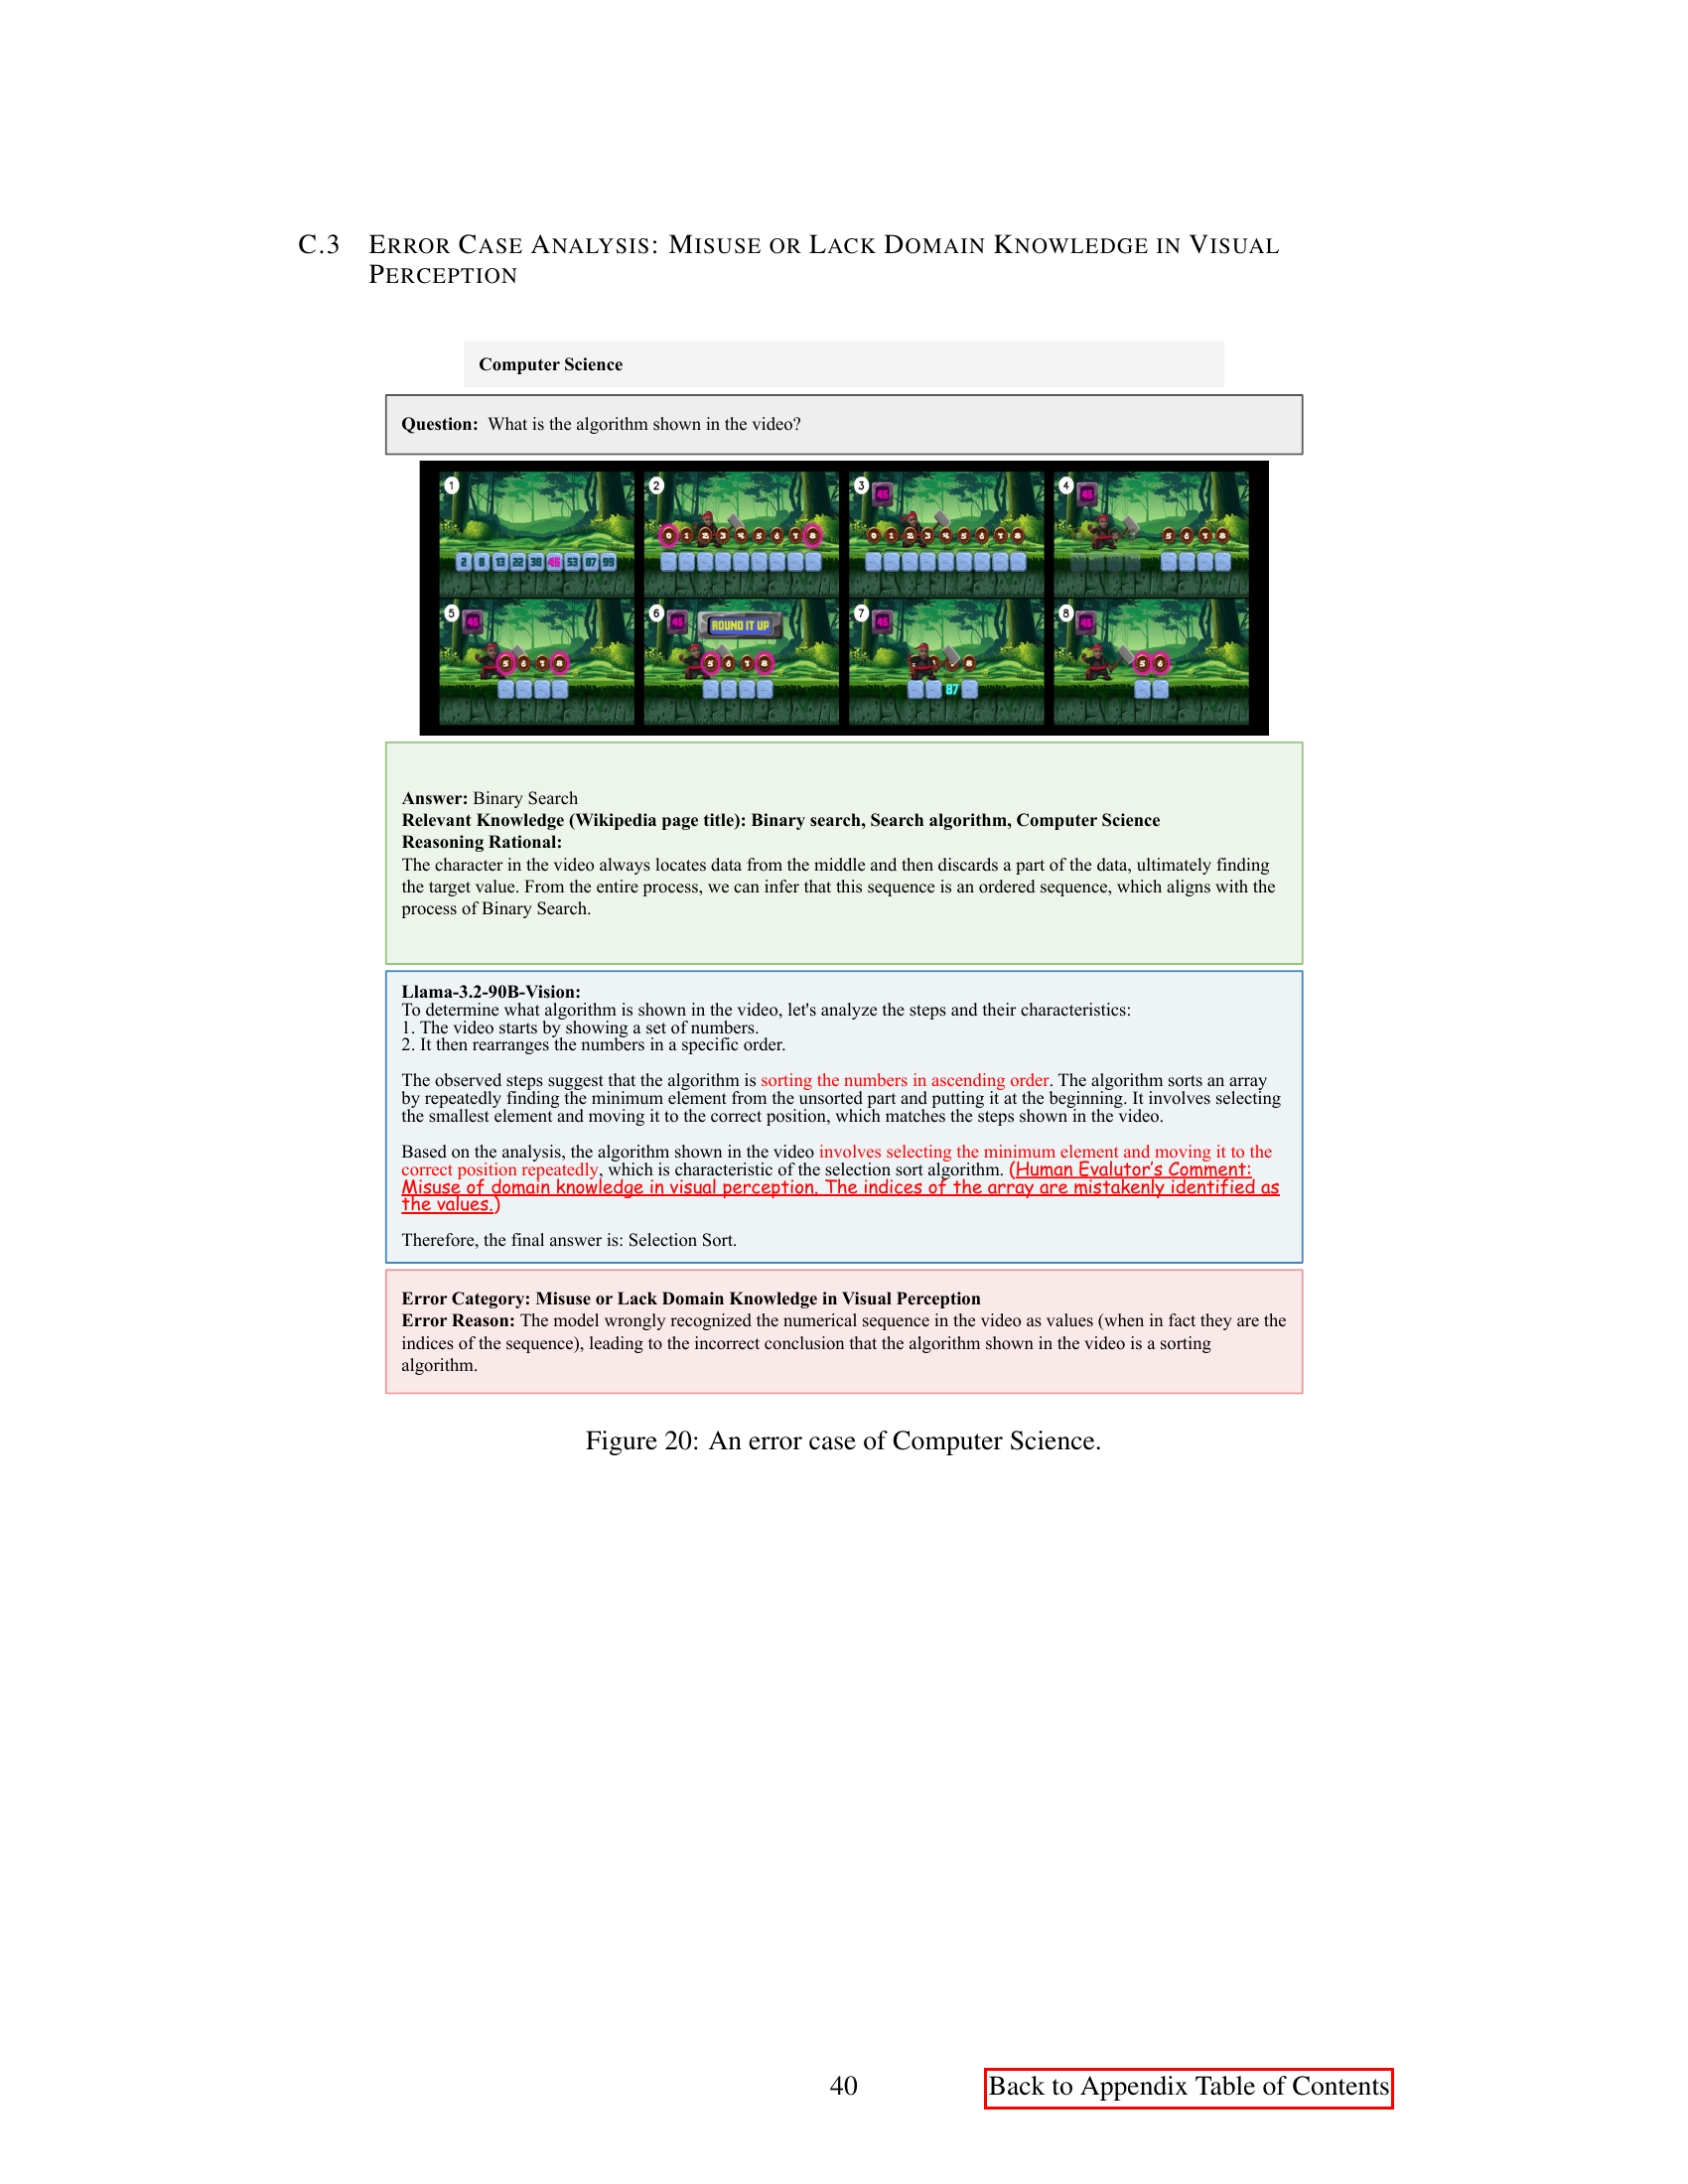 C.3 ERROR CASE ANALYSIS: MISUSE OR LACK DOMAIN KNOWLEDGE IN VISUAL
PERCEPTION
Computer Science
Question: What is the algorithm shown in the video?
1
2 8 13 22 38 45 53 87 99
2
0 1 2 3 4 5 6 7 8
3
45
0 1 2 3 4 5 6 7 8
4
45
5 6 7 8
5
45
5 6 7 8
6
45
ROUND IT UP
5 6 7 8
7
45
8
87
8
45
5 6
Answer: Binary Search
Relevant Knowledge (Wikipedia page title): Binary search, Search algorithm, Computer Science
Reasoning Rational:
The character in the video always locates data from the middle and then discards a part of the data, ultimately finding
the target value. From the entire process, we can infer that this sequence is an ordered sequence, which aligns with the
process of Binary Search.
Llama-3.2-90B-Vision:
To determine what algorithm is shown in the video, let's analyze the steps and their characteristics:
1. The video starts by showing a set of numbers.
2. It then rearranges the numbers in a specific order.
The observed steps suggest that the algorithm is sorting the numbers in ascending order. The algorithm sorts an array
by repeatedly finding the minimum element from the unsorted part and putting it at the beginning. It involves selecting
the smallest element and moving it to the correct position, which matches the steps shown in the video.
Based on the analysis, the algorithm shown in the video involves selecting the minimum element and moving it to the
correct position repeatedly, which is characteristic of the selection sort algorithm. (Human Evalutor's Comment:
Misuse of domain knowledge in visual perception. The indices of the array are mistakenly identified as
the values.)
Therefore, the final answer is: Selection Sort.
Error Category: Misuse or Lack Domain Knowledge in Visual Perception
Error Reason: The model wrongly recognized the numerical sequence in the video as values (when in fact they are the
indices of the sequence), leading to the incorrect conclusion that the algorithm shown in the video is a sorting
algorithm.
Figure 20: An error case of Computer Science.
40
Back to Appendix Table of Contents